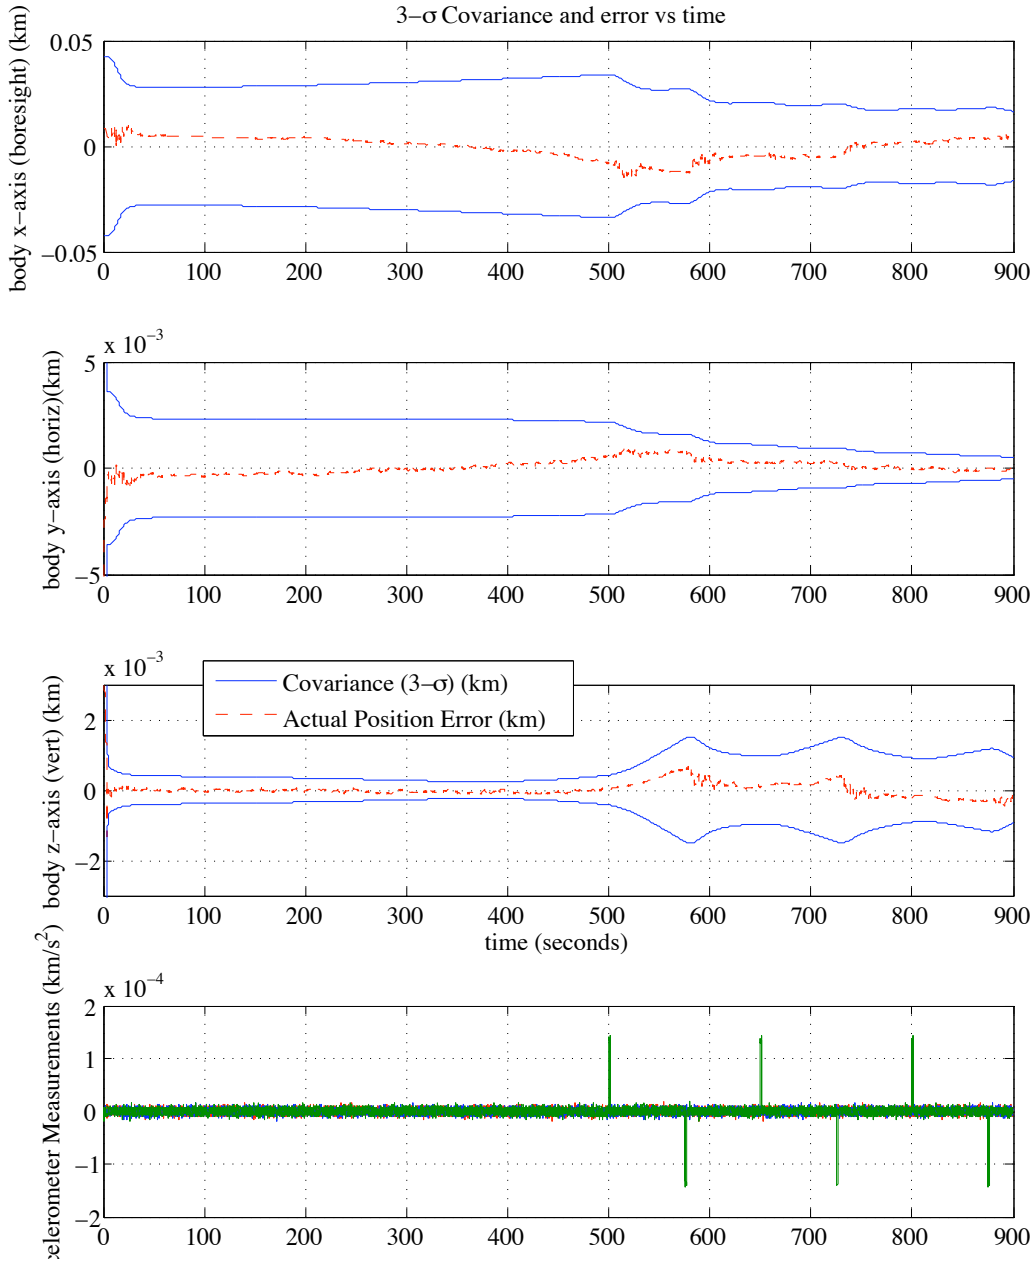 3−σ Covariance and error vs time
body x−axis (boresight) (km)
0.05
0
−0.05
0 100 200 300 400 500 600 700 800 900
x 10⁻³
body y−axis (horiz)(km)
5
0
−5
0 100 200 300 400 500 600 700 800 900
x 10⁻³
body z−axis (vert) (km)
2
0
−2
Covariance (3−σ) (km)
Actual Position Error (km)
0 100 200 300 400 500 600 700 800 900
time (seconds)
x 10⁻⁴
celerometer Measurements (km/s²)
2
1
0
−1
−2
0 100 200 300 400 500 600 700 800 900